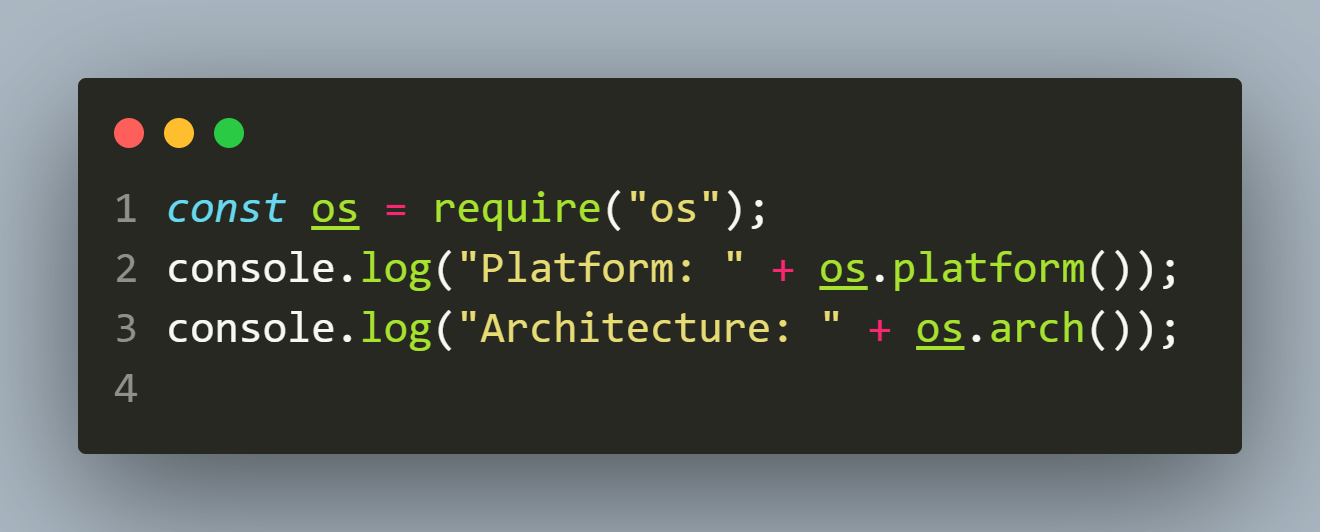 1 const os = require("os");
2 console.log("Platform: " + os.platform());
3 console.log("Architecture: " + os.arch());
4